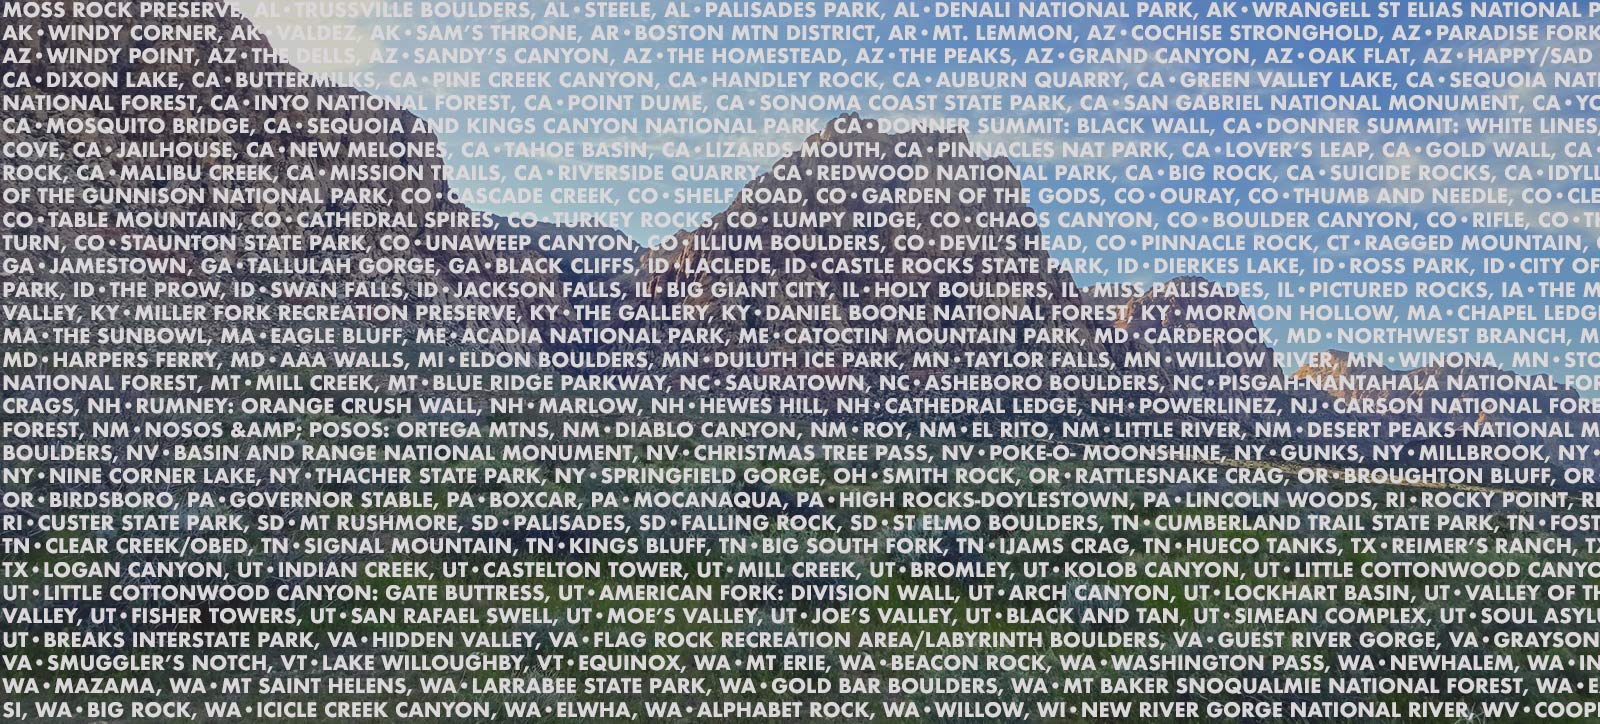 MOSS ROCK PRESERVE, AL•TRUSSVILLE BOULDERS, AL•STEELE, AL•PALISADES PARK, AL•DENALI NATIONAL PARK, AK•WRANGELL ST ELIAS NATIONAL P
AK•WINDY CORNER, AK•VALDEZ, AK•SAM'S THRONE, AR•BOSTON MTN DISTRICT, AR•MT. LEMMON, AZ•COCHISE STRONGHOLD, AZ•PARADISE FORK
AZ•WINDY POINT, AZ•THE DELLS, AZ•SANDY'S CANYON, AZ•THE HOMESTEAD, AZ•THE PEAKS, AZ•GRAND CANYON, AZ•OAK FLAT, AZ•HAPPY/SAD
CA•DIXON LAKE, CA•BUTTERMILKS, CA•PINE CREEK CANYON, CA•HANDLEY ROCK, CA•AUBURN QUARRY, CA•GREEN VALLEY LAKE, CA•SEQUOIA NATI
NATIONAL FOREST, CA•INYO NATIONAL FOREST, CA•POINT DUME, CA•SONOMA COAST STATE PARK, CA•SAN GABRIEL NATIONAL MONUMENT, CA•YO
CA•MOSQUITO BRIDGE, CA•SEQUOIA AND KINGS CANYON NATIONAL PARK, CA•DONNER SUMMIT: BLACK WALL, CA•DONNER SUMMIT: WHITE LINES,
COVE, CA•JAILHOUSE, CA•NEW MELONES, CA•TAHOE BASIN, CA•LIZARDS MOUTH, CA•PINNACLES NAT PARK, CA•LOVER'S LEAP, CA•GOLD WALL, CA•
ROCK, CA•MALIBU CREEK, CA•MISSION TRAILS, CA•RIVERSIDE QUARRY, CA•REDWOOD NATIONAL PARK, CA•BIG ROCK, CA•SUICIDE ROCKS, CA•IDYLL
OF THE GUNNISON NATIONAL PARK, CO•CASCADE CREEK, CO•SHELF ROAD, CO•GARDEN OF THE GODS, CO•OURAY, CO•THUMB AND NEEDLE, CO•CLE
CO•TABLE MOUNTAIN, CO•CATHEDRAL SPIRES, CO•TURKEY ROCKS, CO•LUMPY RIDGE, CO•CHAOS CANYON, CO•BOULDER CANYON, CO•RIFLE, CO•TH
TURN, CO•STAUNTON STATE PARK, CO•UNAWEEP CANYON, CO•ILLIUM BOULDERS, CO•DEVIL'S HEAD, CO•PINNACLE ROCK, CT•RAGGED MOUNTAIN, C
GA•JAMESTOWN, GA•TALLULAH GORGE, GA•BLACK CLIFFS, ID•LACLEDE, ID•CASTLE ROCKS STATE PARK, ID•DIERKES LAKE, ID•ROSS PARK, ID•CITY OF
PARK, ID•THE PROW, ID•SWAN FALLS, ID•JACKSON FALLS, IL•BIG GIANT CITY, IL•HOLY BOULDERS, IL•MISS PALISADES, IL•PICTURED ROCKS, IA•THE M
VALLEY, KY•MILLER FORK RECREATION PRESERVE, KY•THE GALLERY, KY•DANIEL BOONE NATIONAL FOREST, KY•MORMON HOLLOW, MA•CHAPEL LEDG
MA•THE SUNBOWL, MA•EAGLE BLUFF, ME•ACADIA NATIONAL PARK, ME•CATOCTIN MOUNTAIN PARK, MD•CARDEROCK, MD•NORTHWEST BRANCH, M
MD•HARPERS FERRY, MD•AAA WALLS, MI•ELDON BOULDERS, MN•DULUTH ICE PARK, MN•TAYLOR FALLS, MN•WILLOW RIVER, MN•WINONA, MN•STO
NATIONAL FOREST, MT•MILL CREEK, MT•BLUE RIDGE PARKWAY, NC•SAURATOWN, NC•ASHEBORO BOULDERS, NC•PISGAH-NANTAHALA NATIONAL FOR
CRAGS, NH•RUMNEY: ORANGE CRUSH WALL, NH•MARLOW, NH•HEWES HILL, NH•CATHEDRAL LEDGE, NH•POWERLINEZ, NJ•CARSON NATIONAL FORE
FOREST, NM•NOSOS &AMP; POSOS: ORTEGA MTNS, NM•DIABLO CANYON, NM•ROY, NM•EL RITO, NM•LITTLE RIVER, NM•DESERT PEAKS NATIONAL M
BOULDERS, NV•BASIN AND RANGE NATIONAL MONUMENT, NV•CHRISTMAS TREE PASS, NV•POKE-O- MOONSHINE, NY•GUNKS, NY•MILLBROOK, NY•
NY•NINE CORNER LAKE, NY•THACHER STATE PARK, NY•SPRINGFIELD GORGE, OH•SMITH ROCK, OR•RATTLESNAKE CRAG, OR•BROUGHTON BLUFF, OR
OR•BIRDSBORO, PA•GOVERNOR STABLE, PA•BOXCAR, PA•MOCANAQUA, PA•HIGH ROCKS-DOYLESTOWN, PA•LINCOLN WOODS, RI•ROCKY POINT, RI
RI•CUSTER STATE PARK, SD•MT RUSHMORE, SD•PALISADES, SD•FALLING ROCK, SD•ST ELMO BOULDERS, TN•CUMBERLAND TRAIL STATE PARK, TN•FOST
TN•CLEAR CREEK/OBED, TN•SIGNAL MOUNTAIN, TN•KINGS BLUFF, TN•BIG SOUTH FORK, TN•IJAMS CRAG, TN•HUECO TANKS, TX•REIMER'S RANCH, TX
TX•LOGAN CANYON, UT•INDIAN CREEK, UT•CASTELTON TOWER, UT•MILL CREEK, UT•BROMLEY, UT•KOLOB CANYON, UT•LITTLE COTTONWOOD CANYO
UT•LITTLE COTTONWOOD CANYON: GATE BUTTRESS, UT•AMERICAN FORK: DIVISION WALL, UT•ARCH CANYON, UT•LOCKHART BASIN, UT•VALLEY OF TH
VALLEY, UT•FISHER TOWERS, UT•SAN RAFAEL SWELL, UT•MOE'S VALLEY, UT•JOE'S VALLEY, UT•BLACK AND TAN, UT•SIMEAN COMPLEX, UT•SOUL ASYLU
UT•BREAKS INTERSTATE PARK, VA•HIDDEN VALLEY, VA•FLAG ROCK RECREATION AREA/LABYRINTH BOULDERS, VA•GUEST RIVER GORGE, VA•GRAYSON
VA•SMUGGLER'S NOTCH, VT•LAKE WILLOUGHBY, VT•EQUINOX, WA•MT ERIE, WA•BEACON ROCK, WA•WASHINGTON PASS, WA•NEWHALEM, WA•IN
WA•MAZAMA, WA•MT SAINT HELENS, WA•LARRABEE STATE PARK, WA•GOLD BAR BOULDERS, WA•MT BAKER SNOQUALMIE NATIONAL FOREST, WA•E
SI, WA•BIG ROCK, WA•ICICLE CREEK CANYON, WA•ELWHA, WA•ALPHABET ROCK, WA•WILLOW, WI•NEW RIVER GORGE NATIONAL RIVER, WV•COOP